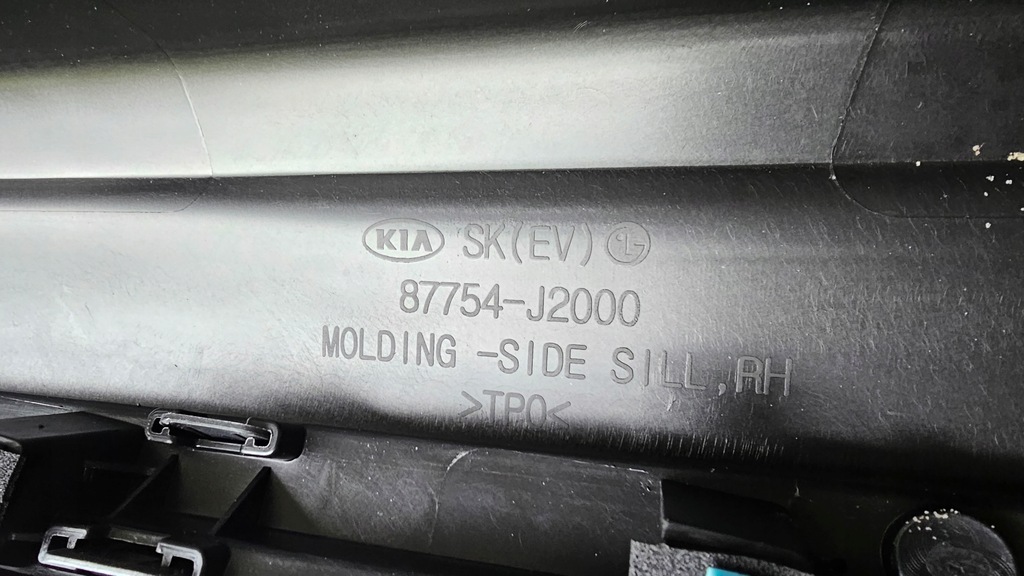 KIA SK(EV)
87754-J2000
MOLDING -SIDE SILL,RH
>TPO<